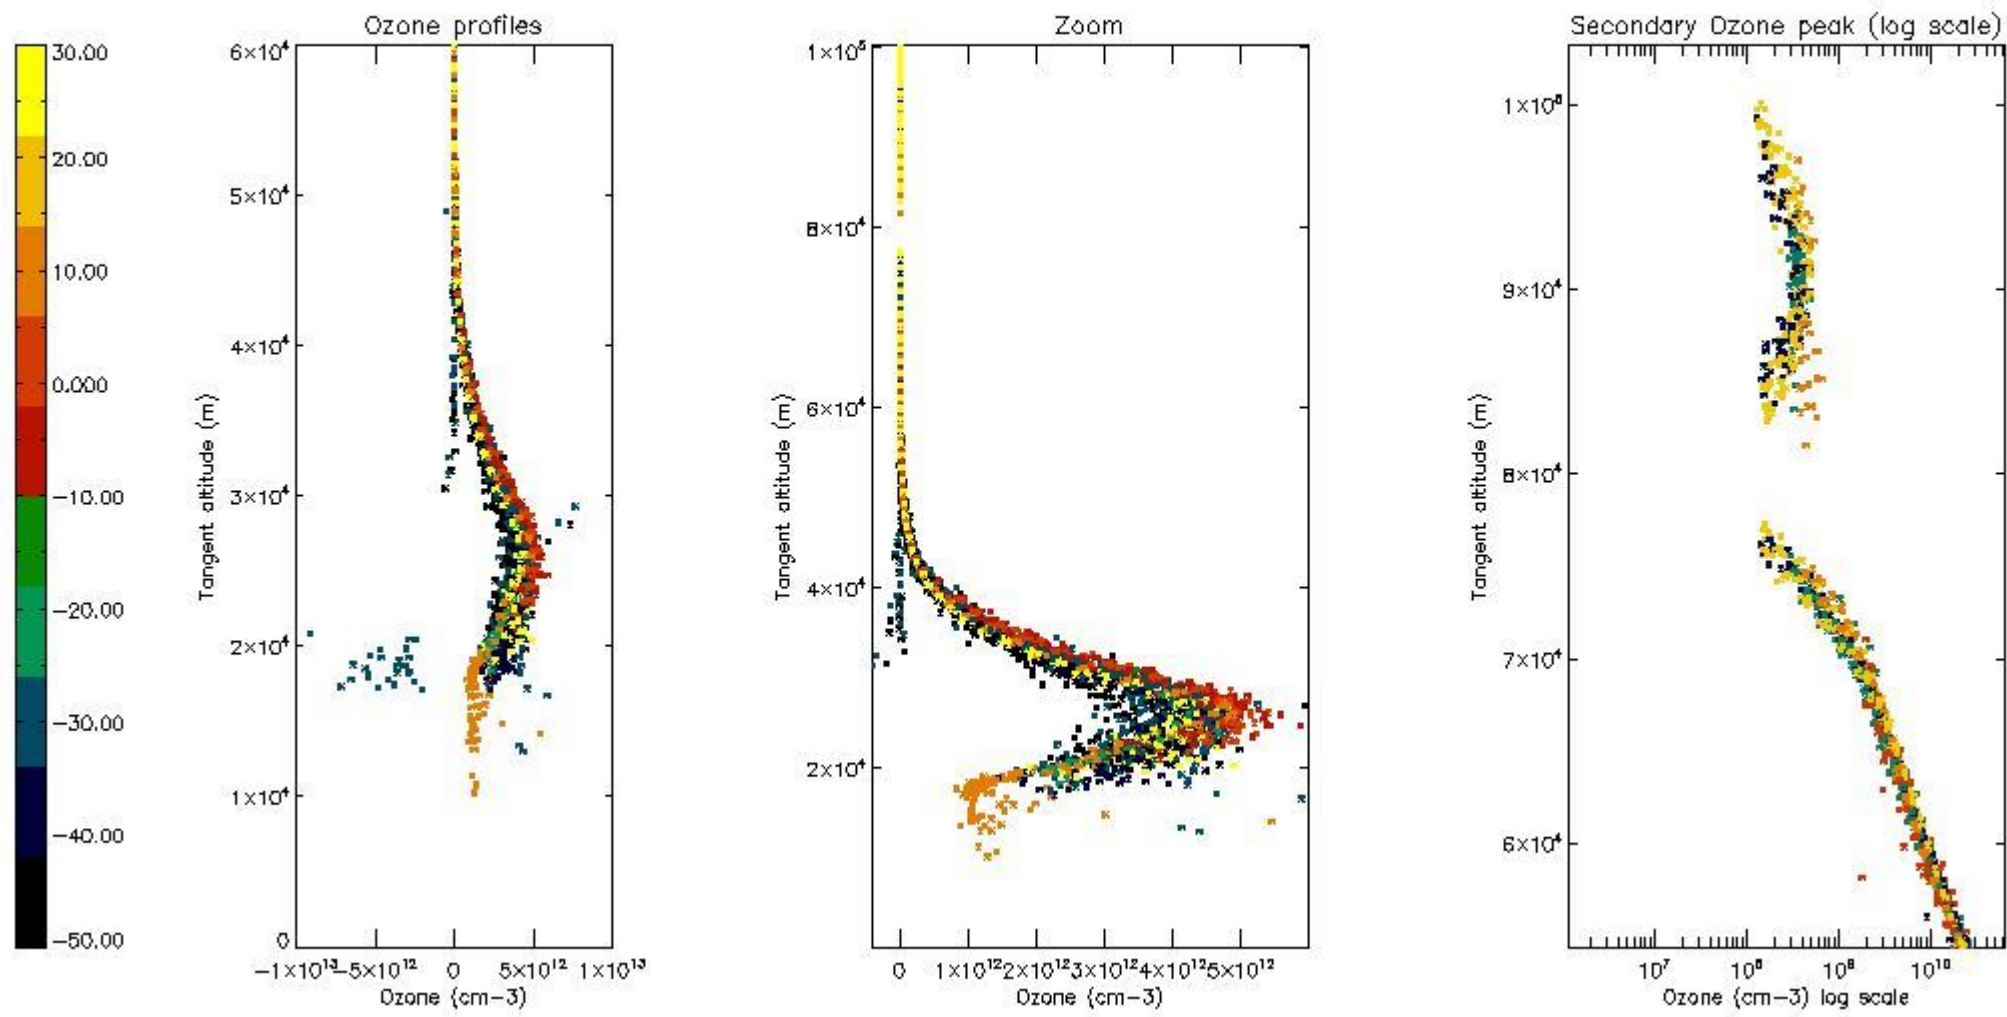 Ozone profiles
Zoom
Secondary Ozone peak (log scale)
30.00
20.00
10.00
0.000
−10.00
−20.00
−30.00
−40.00
−50.00
6×10⁴
5×10⁴
4×10⁴
3×10⁴
2×10⁴
1×10⁴
0
Tangent altitude (m)
−1×10¹³ −5×10¹² 0 5×10¹² 1×10¹³
Ozone (cm−3)
1×10⁵
8×10⁴
6×10⁴
4×10⁴
2×10⁴
Tangent altitude (m)
0 1×10¹² 2×10¹² 3×10¹² 4×10¹² 5×10¹²
Ozone (cm−3)
1×10⁵
9×10⁴
8×10⁴
7×10⁴
6×10⁴
Tangent altitude (m)
10⁷ 10⁸ 10⁹ 10¹⁰
Ozone (cm−3) log scale